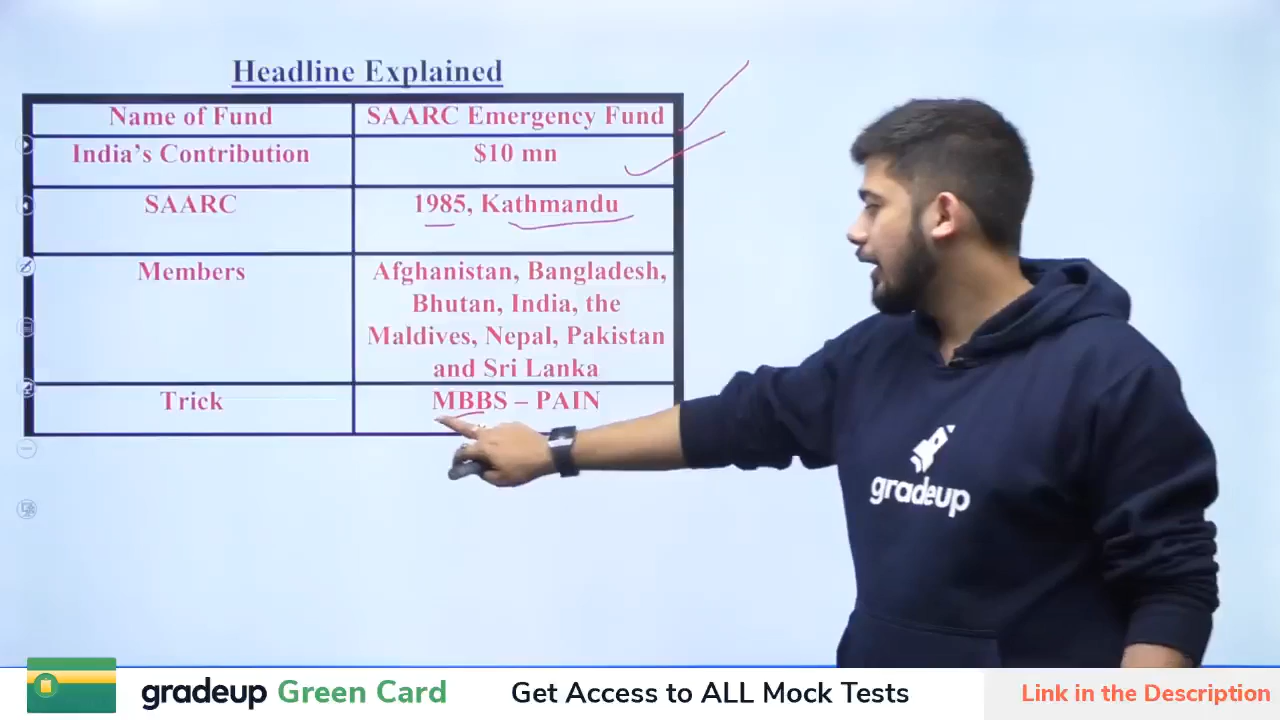 Headline Explained
Name of Fund
SAARC Emergency Fund
India's Contribution
$10 mn
SAARC
1985, Kathmandu
Members
Afghanistan, Bangladesh,
Bhutan, India, the
Maldives, Nepal, Pakistan
and Sri Lanka
Trick
MBBS – PAIN
gradeup
gradeup Green Card
Get Access to ALL Mock Tests
Link in the Description